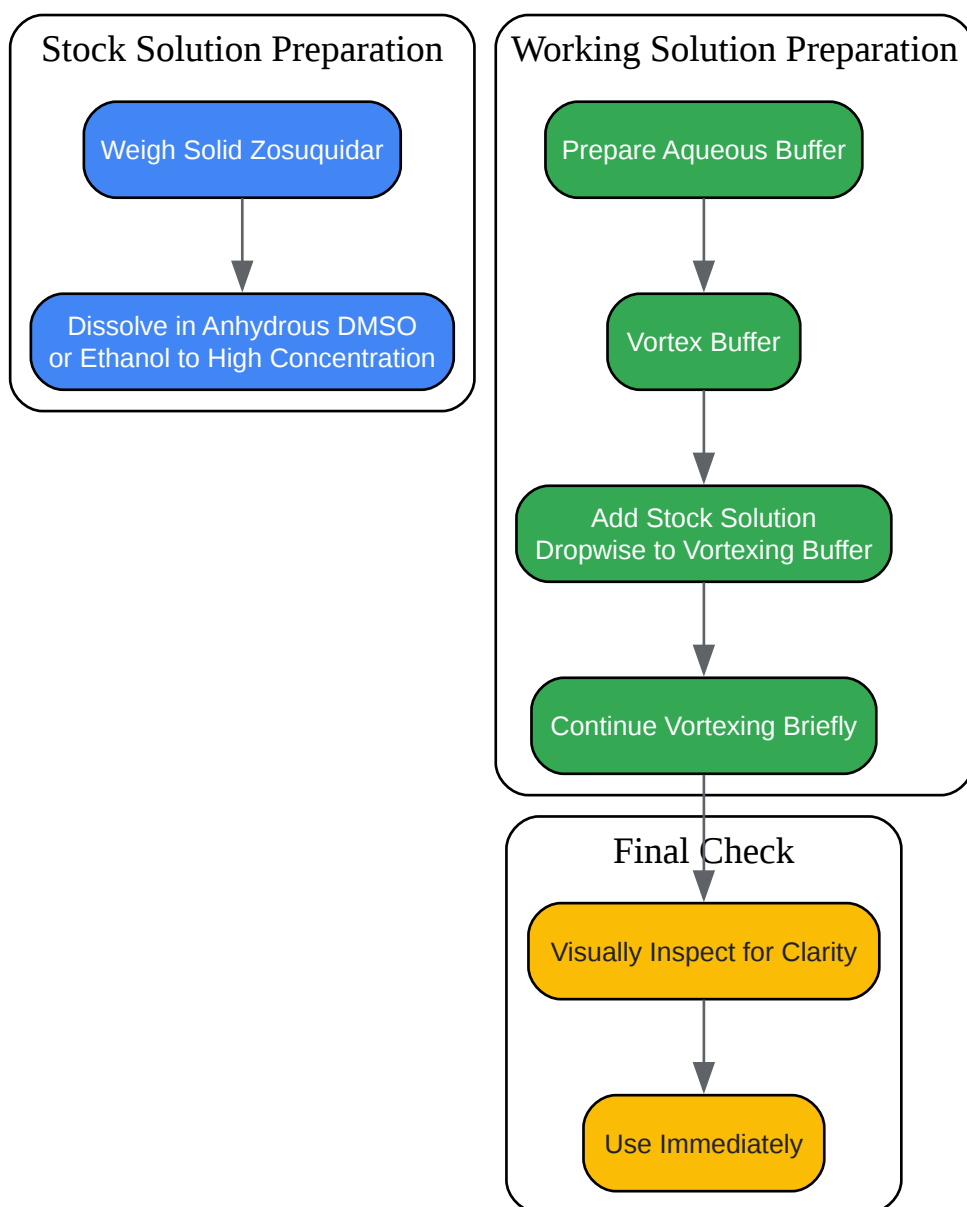 Stock Solution Preparation
Weigh Solid Zosuquidar
Dissolve in Anhydrous DMSO
or Ethanol to High Concentration
Working Solution Preparation
Prepare Aqueous Buffer
Vortex Buffer
Add Stock Solution
Dropwise to Vortexing Buffer
Continue Vortexing Briefly
Final Check
Visually Inspect for Clarity
Use Immediately